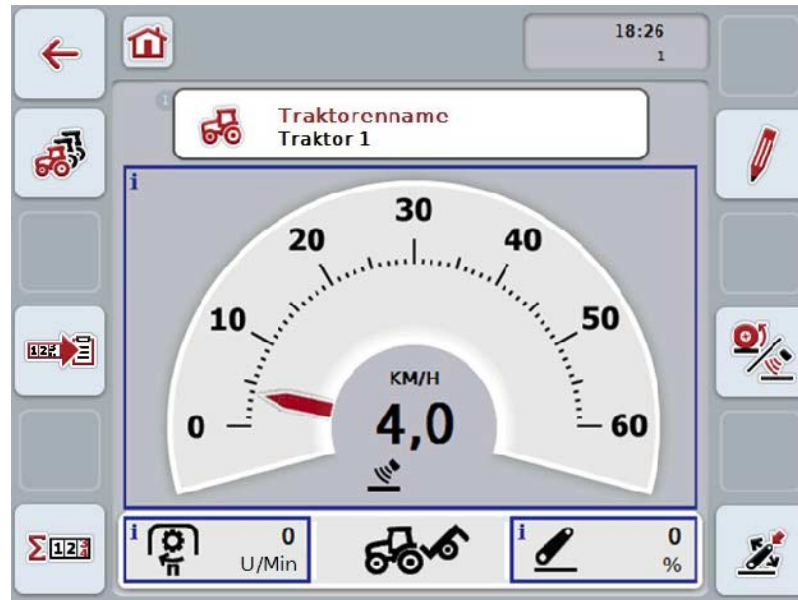 18:26
1
Traktorenname
Traktor 1
i
30
20
40
10
50
KM/H
0
4,0
60
i
0
U/Min
n
i
0
%
Σ123